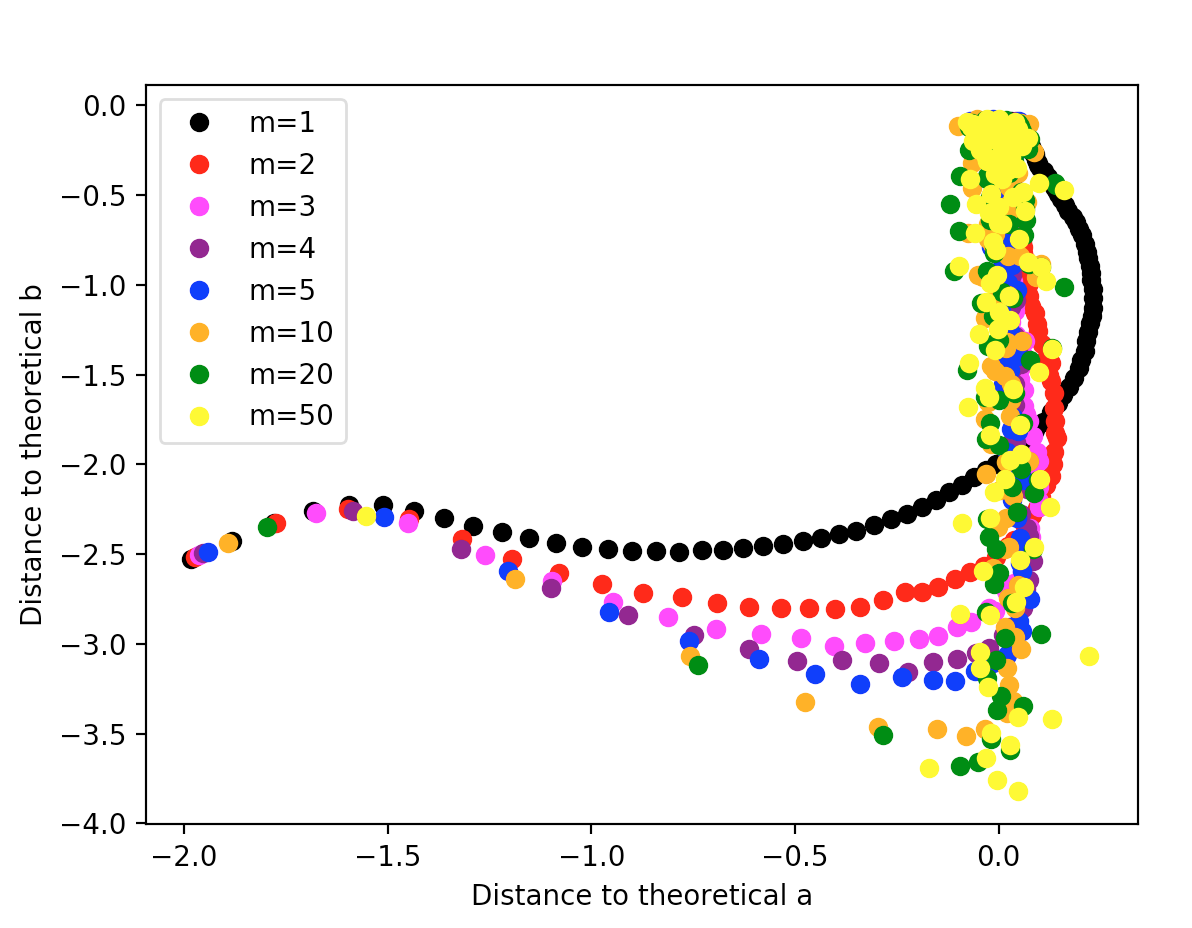 0.0
−0.5
−1.0
−1.5
−2.0
−2.5
−3.0
−3.5
−4.0
Distance to theoretical b
m=1
m=2
m=3
m=4
m=5
m=10
m=20
m=50
−2.0 −1.5 −1.0 −0.5 0.0
Distance to theoretical a